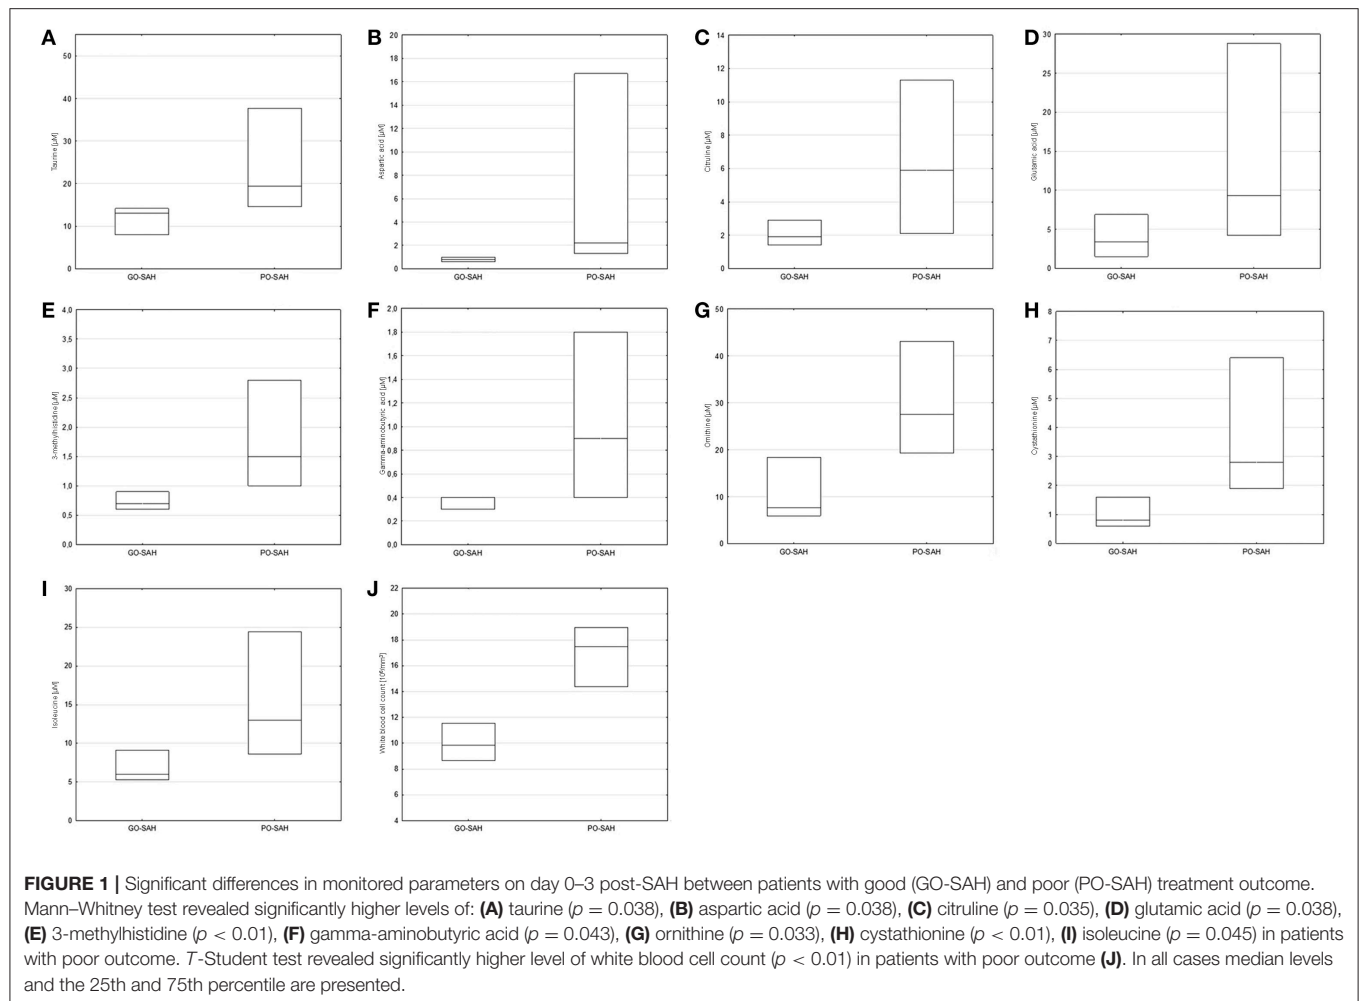 A
Taurine [µM]
50
40
30
20
10
0
GO-SAH PO-SAH
B
Aspartic acid [µM]
20
18
16
14
12
10
8
6
4
2
0
GO-SAH PO-SAH
C
Citruline [µM]
14
12
10
8
6
4
2
0
GO-SAH PO-SAH
D
Glutamic acid [µM]
30
25
20
15
10
5
0
GO-SAH PO-SAH
E
3-methylhistidine [µM]
4,0
3,5
3,0
2,5
2,0
1,5
1,0
0,5
0,0
GO-SAH PO-SAH
F
Gamma-aminobutyric acid [µM]
2,0
1,8
1,6
1,4
1,2
1,0
0,8
0,6
0,4
0,2
0,0
GO-SAH PO-SAH
G
Ornithine [µM]
50
40
30
20
10
0
GO-SAH PO-SAH
H
Cystathionine [µM]
8
7
6
5
4
3
2
1
0
GO-SAH PO-SAH
I
Isoleucine [µM]
30
25
20
15
10
5
0
GO-SAH PO-SAH
J
White blood cell count [10⁶/mm³]
22
20
18
16
14
12
10
8
6
4
GO-SAH PO-SAH
FIGURE 1 | Significant differences in monitored parameters on day 0–3 post-SAH between patients with good (GO-SAH) and poor (PO-SAH) treatment outcome.
Mann–Whitney test revealed significantly higher levels of: (A) taurine (p = 0.038), (B) aspartic acid (p = 0.038), (C) citruline (p = 0.035), (D) glutamic acid (p = 0.038),
(E) 3-methylhistidine (p < 0.01), (F) gamma-aminobutyric acid (p = 0.043), (G) ornithine (p = 0.033), (H) cystathionine (p < 0.01), (I) isoleucine (p = 0.045) in patients
with poor outcome. T-Student test revealed significantly higher level of white blood cell count (p < 0.01) in patients with poor outcome (J). In all cases median levels
and the 25th and 75th percentile are presented.